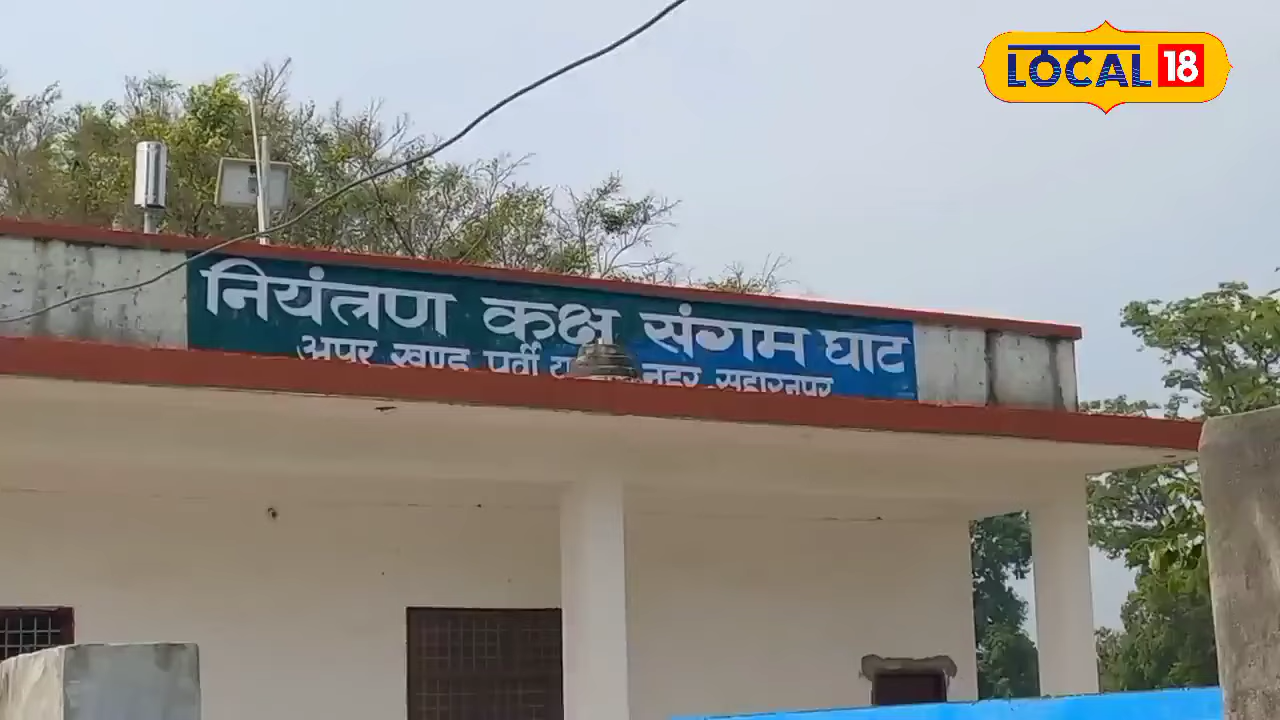 LOCAL 18
नियंत्रण कक्ष संगम घाट
अपर खण्ड पूर्वी नहर सहारनपुर